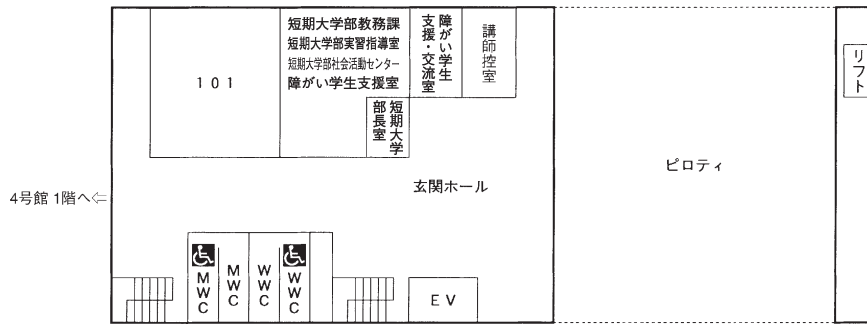 101
短期大学部教務課
短期大学部実習指導室
短期大学部社会活動センター
障がい学生支援室
障がい学生
支援・交流室
講師控室
リフト
短期大学
部長室
ピロティ
玄関ホール
4号館 1階へ⇦
MWC
MWC
WWC
WWC
EV